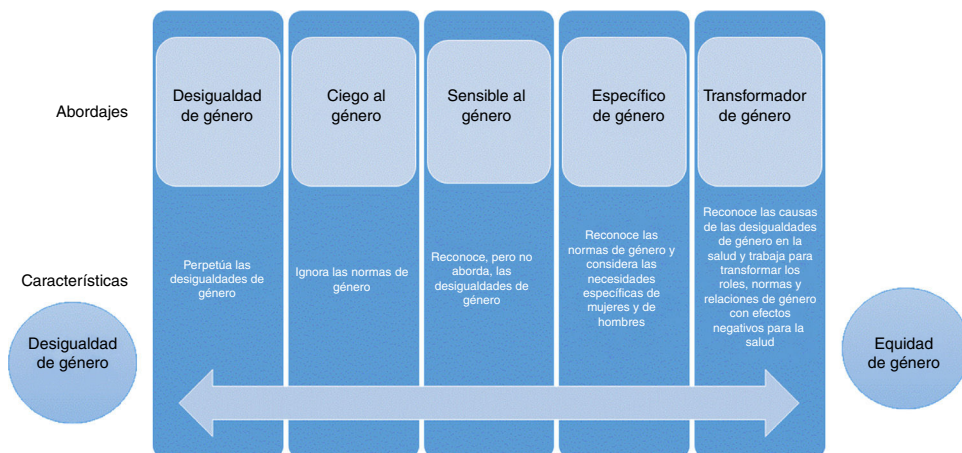 Abordajes
Desigualdad
de género
Ciego al
género
Sensible al
género
Específico
de género
Transformador
de género
Característícas
Perpetúa las
desigualdades de
género
Ignora las normas de
género
Reconoce, pero no
aborda, las
desigualdades de
género
Reconoce las
normas de género y
considera las
necesidades
específicas de
mujeres y de
hombres
Reconoce las causas
de las desigualdades
de género en la
salud y trabaja para
transformar los
roles, normas y
relaciones de género
con efectos
negativos para la
salud
Desigualdad
de género
Equidad
de género